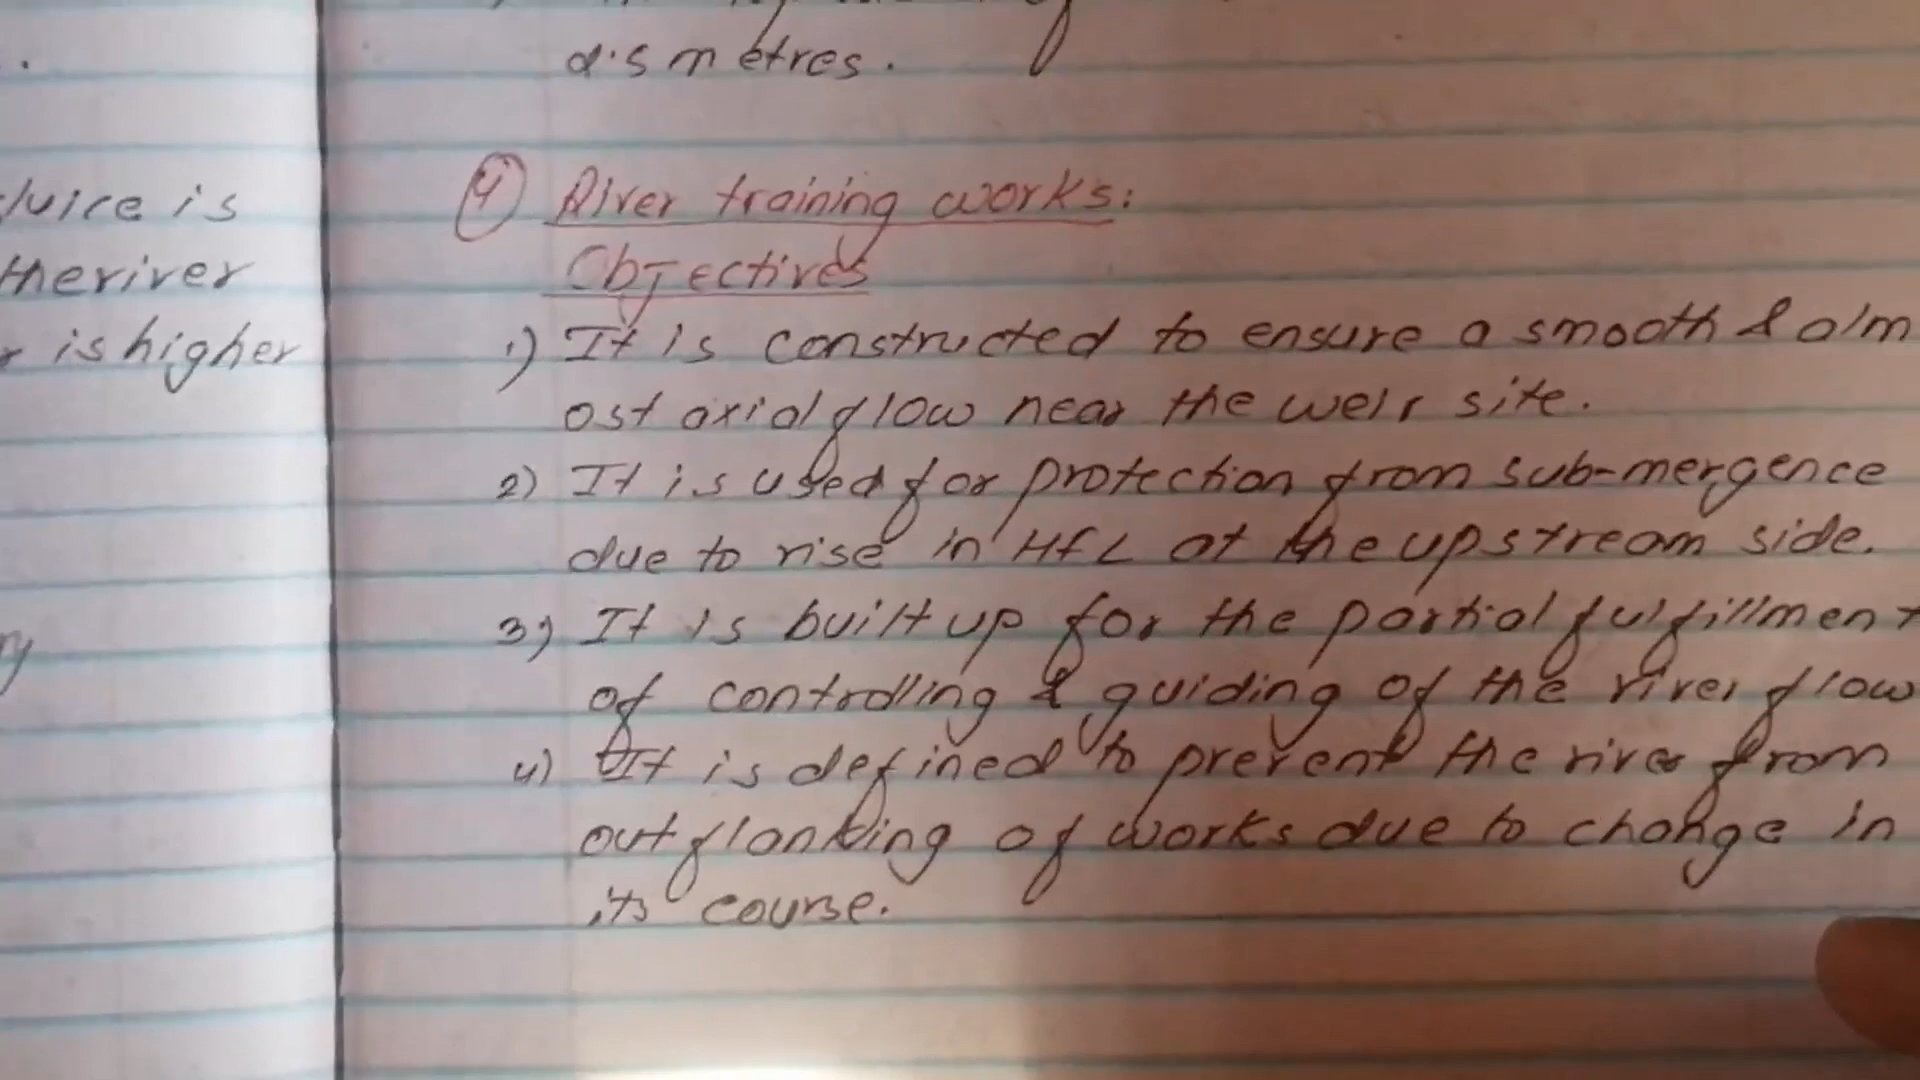 is
the river
is higher
metres.
4 River training works:
Objectives
1) It is constructed to ensure a smooth & alm
ost axial flow near the weir site.
2) It is used for protection from sub-mergence
due to rise in HFL at the upstream side.
3) It is built up for the partial fulfillment
of controlling & guiding of the river flow
4) It is defined to prevent the river from
outflanking of works due to change in
its course.